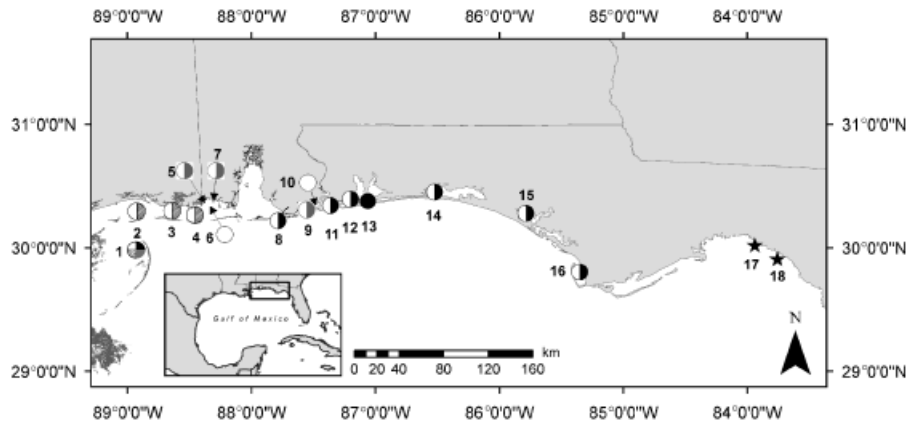 89°0'0"W 88°0'0"W 87°0'0"W 86°0'0"W 85°0'0"W 84°0'0"W
31°0'0"N 31°0'0"N
5 7
10
15
2 3 4 6 8 9 11 12 13 14
30°0'0"N 30°0'0"N
1 16 17 18
Gulf of Mexico
N
km
0 20 40 80 120 160
29°0'0"N 29°0'0"N
89°0'0"W 88°0'0"W 87°0'0"W 86°0'0"W 85°0'0"W 84°0'0"W